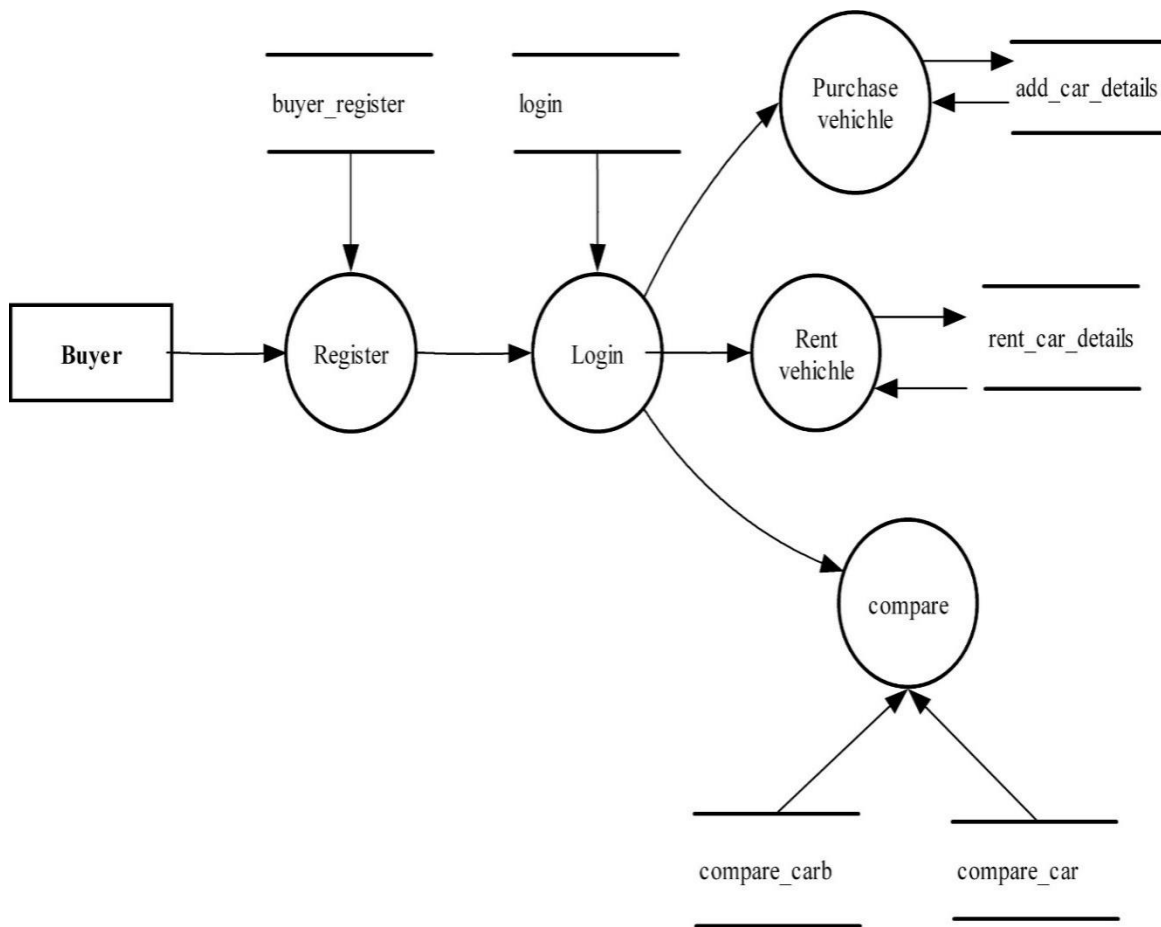 buyer_register
login
Purchase
vehichle
add_car_details
Buyer
Register
Login
Rent
vehichle
rent_car_details
compare
compare_carb
compare_car